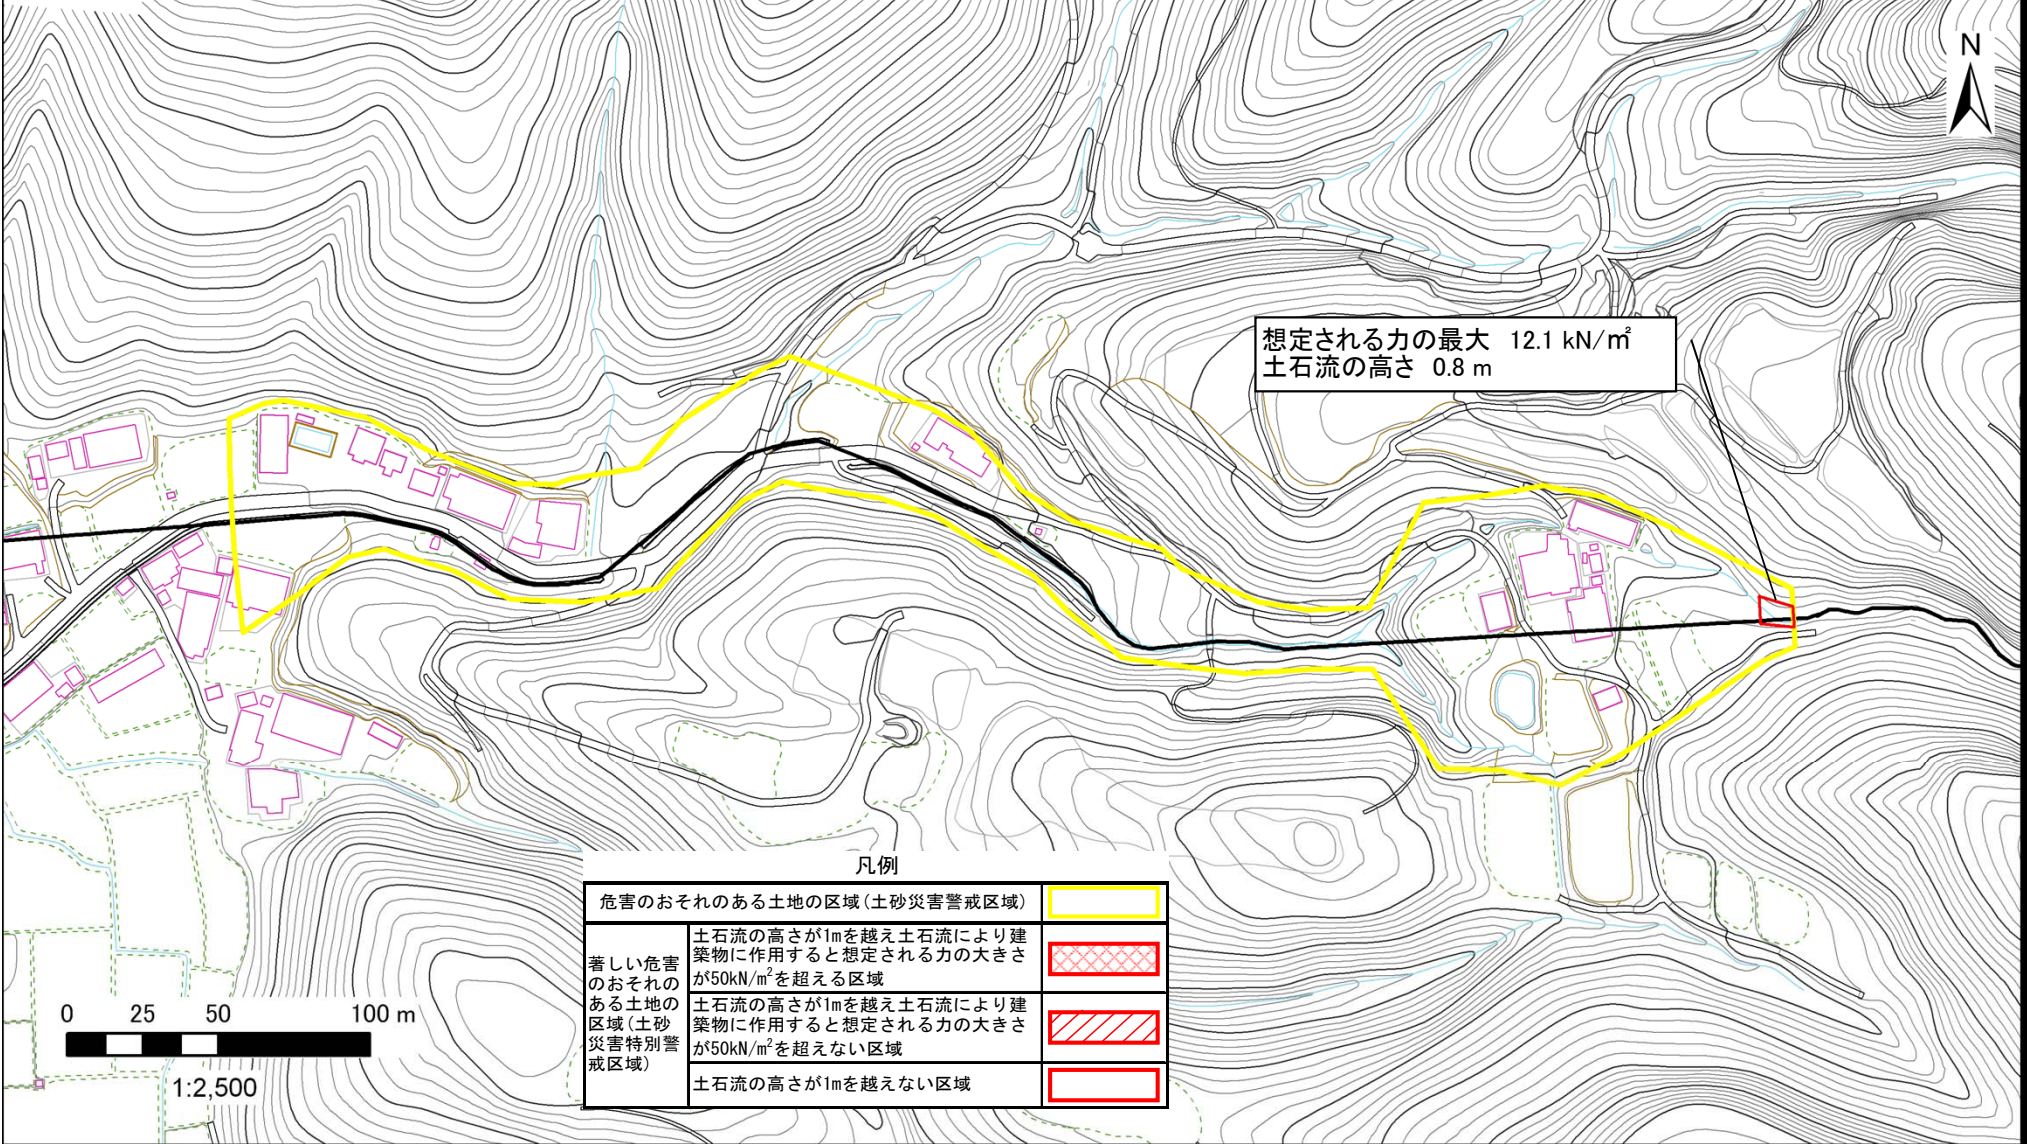 N
想定される力の最大 12.1 kN/㎡
土石流の高さ 0.8 m
凡例
危害のおそれのある土地の区域(土砂災害警戒区域)
著しい危害
のおそれの
ある土地の
区域(土砂
災害特別警
戒区域)
土石流の高さが1mを越え土石流により建
築物に作用すると想定される力の大きさ
が50kN/m²を超える区域
土石流の高さが1mを越え土石流により建
築物に作用すると想定される力の大きさ
が50kN/m²を超えない区域
土石流の高さが1mを越えない区域
0 25 50 100 m
1:2,500